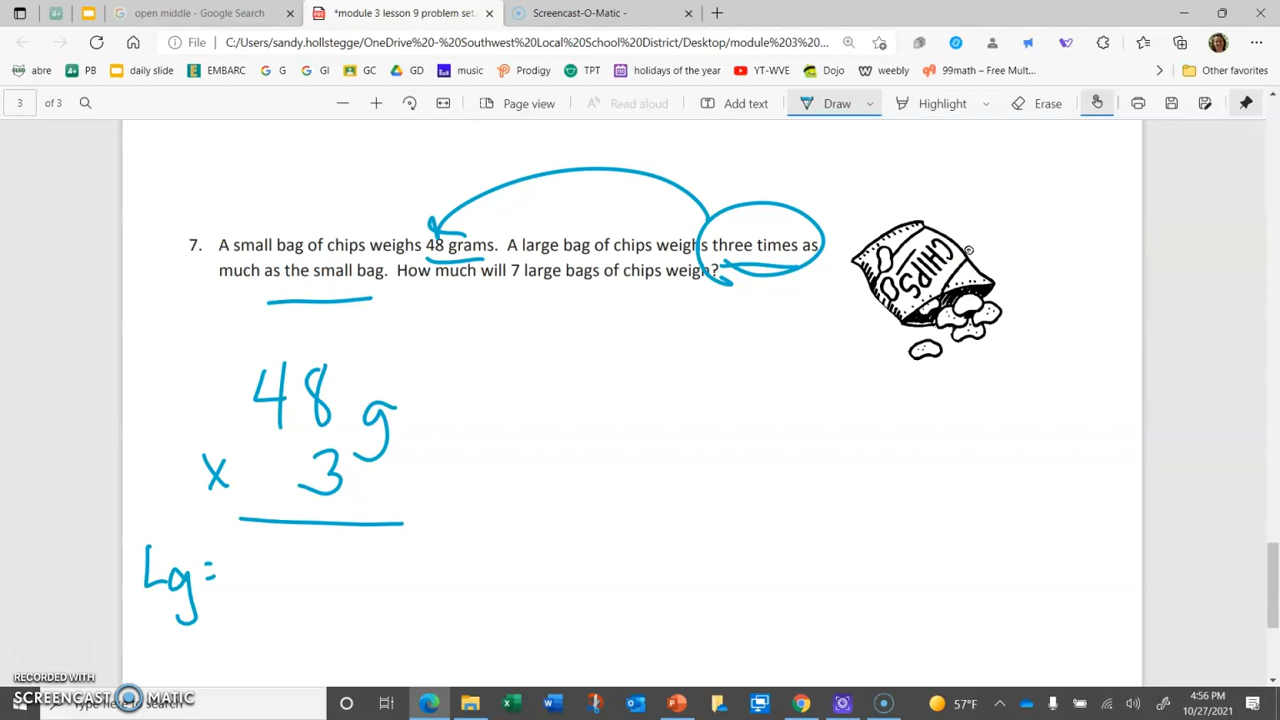 open middle - Google Search
*module 3 lesson 9 problem set.
Screencast-O-Matic -
File
C:/Users/sandy.hollstegge/OneDrive%20-%20Southwest%20Local%20School%20District/Desktop/module%203%...
abre
PB
daily slide
EMBARC
G
GI
GC
GD
music
Prodigy
TPT
holidays of the year
YT-WVE
Dojo
weebly
99math – Free Mult...
Other favorites
3
of 3
Page view
Read aloud
Add text
Draw
Highlight
Erase
7. A small bag of chips weighs 48 grams. A large bag of chips weighs three times as
much as the small bag. How much will 7 large bags of chips weigh?
CHIPS
48 g
x 3
Lg=
RECORDED WITH
SCREENCAST-O-MATIC
57°F
4:56 PM
10/27/2021